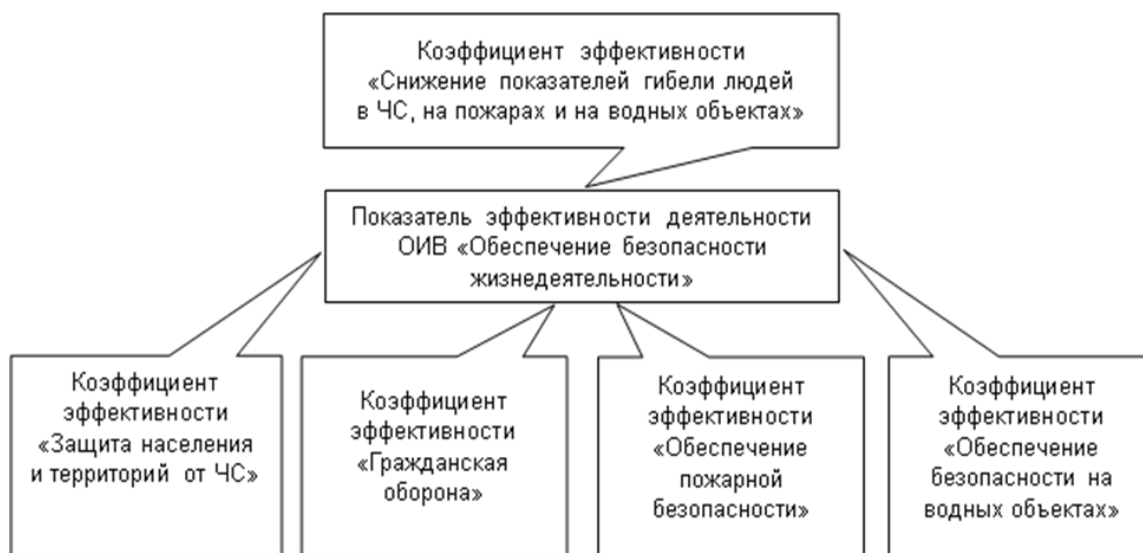 Коэффициент эффективности
«Снижение показателей гибели людей
в ЧС, на пожарах и на водных объектах»
Показатель эффективности деятельности
ОИВ «Обеспечение безопасности
жизнедеятельности»
Коэффициент
эффективности
«Защита населения
и территорий от ЧС»
Коэффициент
эффективности
«Гражданская
оборона»
Коэффициент
эффективности
«Обеспечение
пожарной
безопасности»
Коэффициент
эффективности
«Обеспечение
безопасности на
водных объектах»